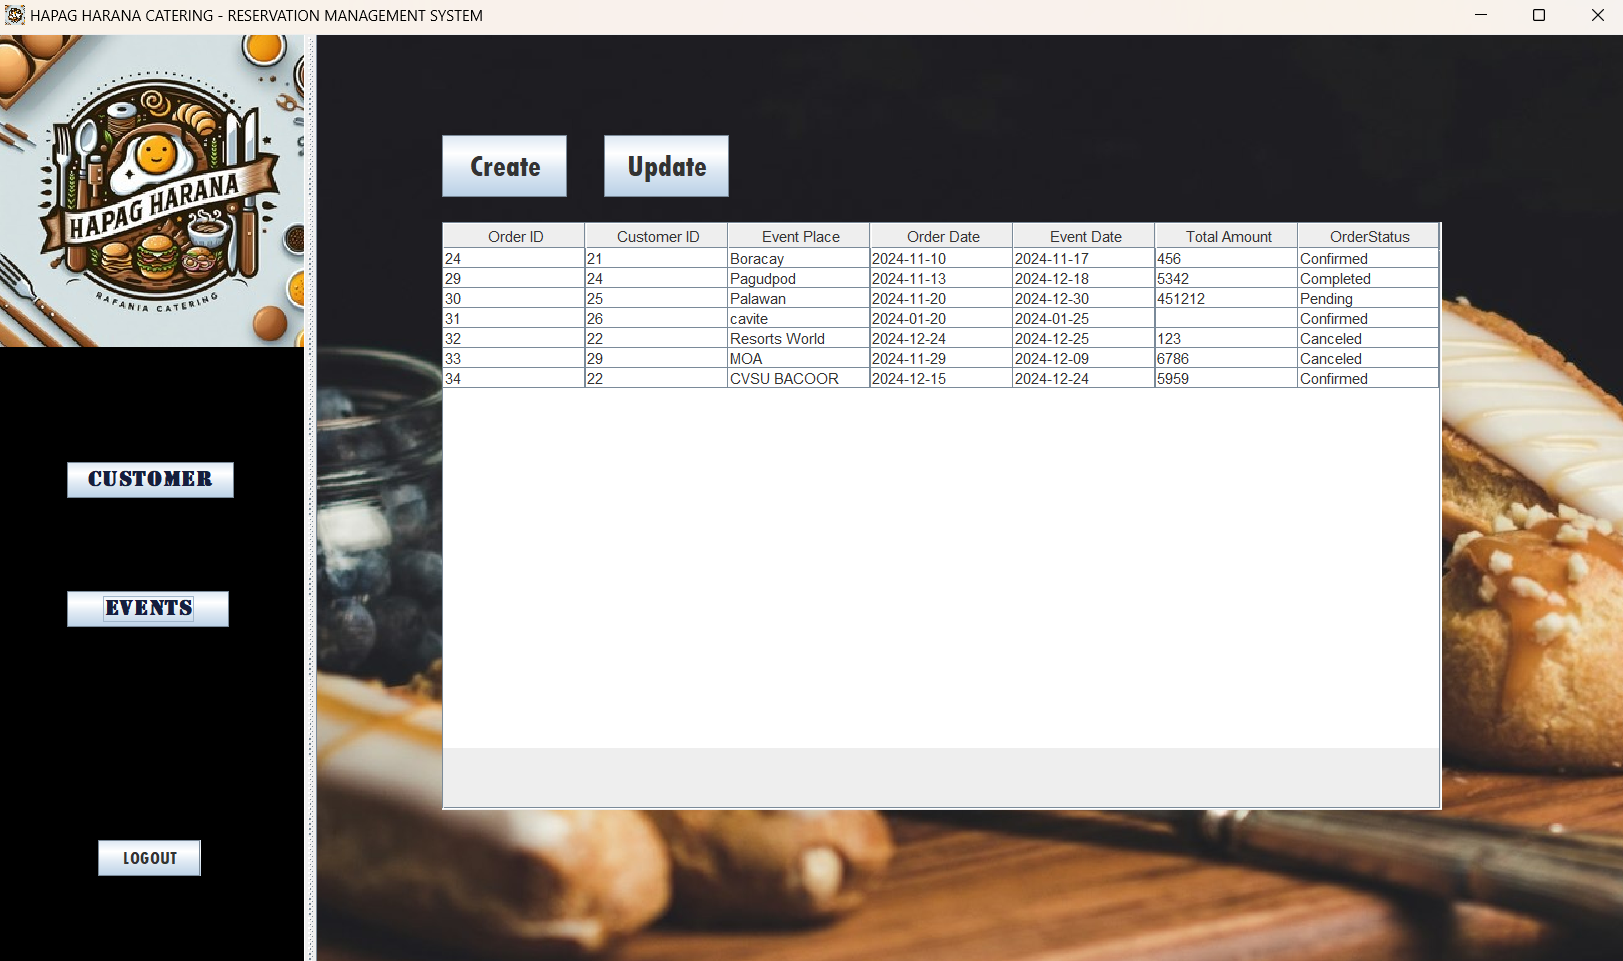 HAPAG HARANA CATERING - RESERVATION MANAGEMENT SYSTEM
HAPAG HARANA
RAFANIA CATERING
CUSTOMER
EVENTS
LOGOUT
Create Update
Order ID Customer ID Event Place Order Date Event Date Total Amount OrderStatus
24 21 Boracay 2024-11-10 2024-11-17 456 Confirmed
29 24 Pagudpod 2024-11-13 2024-12-18 5342 Completed
30 25 Palawan 2024-11-20 2024-12-30 451212 Pending
31 26 cavite 2024-01-20 2024-01-25 Confirmed
32 22 Resorts World 2024-12-24 2024-12-25 123 Canceled
33 29 MOA 2024-11-29 2024-12-09 6786 Canceled
34 22 CVSU BACOOR 2024-12-15 2024-12-24 5959 Confirmed